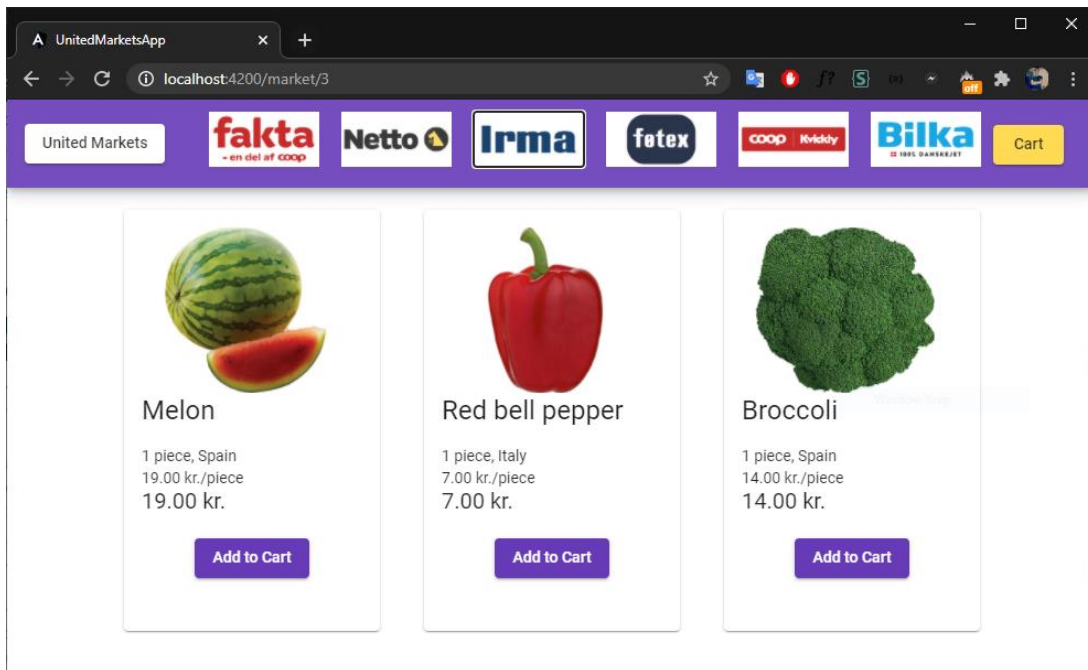 UnitedMarketsApp
localhost:4200/market/3
off
United Markets
fakta
- en del af coop
Netto
Irma
føtex
coop Kvickly
Bilka
100% DANSKEJET
Cart
Melon
1 piece, Spain
19.00 kr./piece
19.00 kr.
Add to Cart
Red bell pepper
1 piece, Italy
7.00 kr./piece
7.00 kr.
Add to Cart
Broccoli
1 piece, Spain
14.00 kr./piece
14.00 kr.
Add to Cart